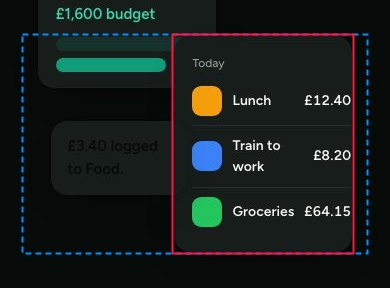 £1,600 budget
Today
Lunch £12.40
Train to
work
£8.20
Groceries £64.15
£3.40 logged
to Food.